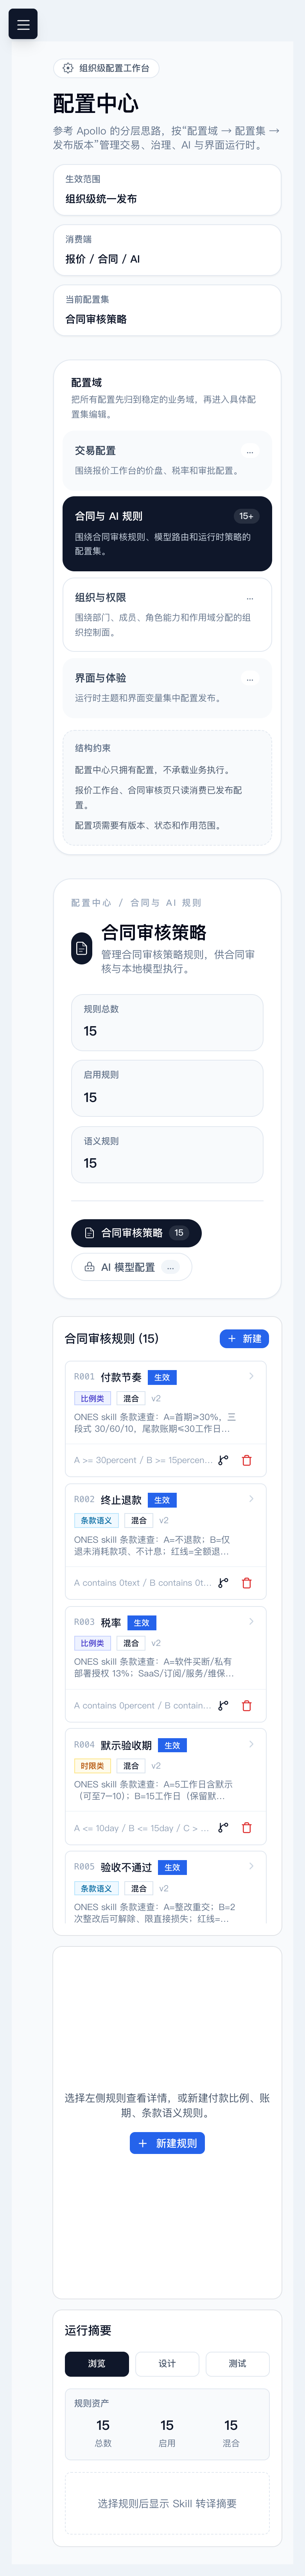 组织级配置工作台
配置中心
参考 Apollo 的分层思路，按“配置域 → 配置集 →
发布版本”管理交易、治理、AI 与界面运行时。
生效范围
组织级统一发布
消费端
报价 / 合同 / AI
当前配置集
合同审核策略
配置域
把所有配置先归到稳定的业务域，再进入具体配
置集编辑。
交易配置
...
围绕报价工作台的价盘、税率和审批配置。
合同与 AI 规则
15+
围绕合同审核规则、模型路由和运行时策略的
配置集。
组织与权限
...
围绕部门、成员、角色能力和作用域分配的组
织控制面。
界面与体验
...
运行时主题和界面变量集中配置发布。
结构约束
配置中心只拥有配置，不承载业务执行。
报价工作台、合同审核页只读消费已发布配
置。
配置项需要有版本、状态和作用范围。
配置中心 / 合同与 AI 规则
合同审核策略
管理合同审核策略规则，供合同审
核与本地模型执行。
规则总数
15
启用规则
15
语义规则
15
合同审核策略 15
AI 模型配置 ...
合同审核规则 (15)
新建
R001 付款节奏 生效
比例类 混合 v2
ONES skill 条款速查：A=首期≥30%，三
段式 30/60/10，尾款账期≤30工作日…
A >= 30percent / B >= 15percen…
R002 终止退款 生效
条款语义 混合 v2
ONES skill 条款速查：A=不退款；B=仅
退未消耗款项、不计息；红线=全额退…
A contains 0text / B contains 0t…
R003 税率 生效
比例类 混合 v2
ONES skill 条款速查：A=软件买断/私有
部署授权 13%；SaaS/订阅/服务/维保…
A contains 0percent / B contain…
R004 默示验收期 生效
时限类 混合 v2
ONES skill 条款速查：A=5工作日含默示
（可至7—10）；B=15工作日（保留默…
A <= 10day / B <= 15day / C > …
R005 验收不通过 生效
条款语义 混合 v2
ONES skill 条款速查：A=整改重交；B=2
次整改后可解除、限直接损失；红线=…
选择左侧规则查看详情，或新建付款比例、账
期、条款语义规则。
新建规则
运行摘要
浏览 设计 测试
规则资产
15 15 15
总数 启用 混合
选择规则后显示 Skill 转译摘要